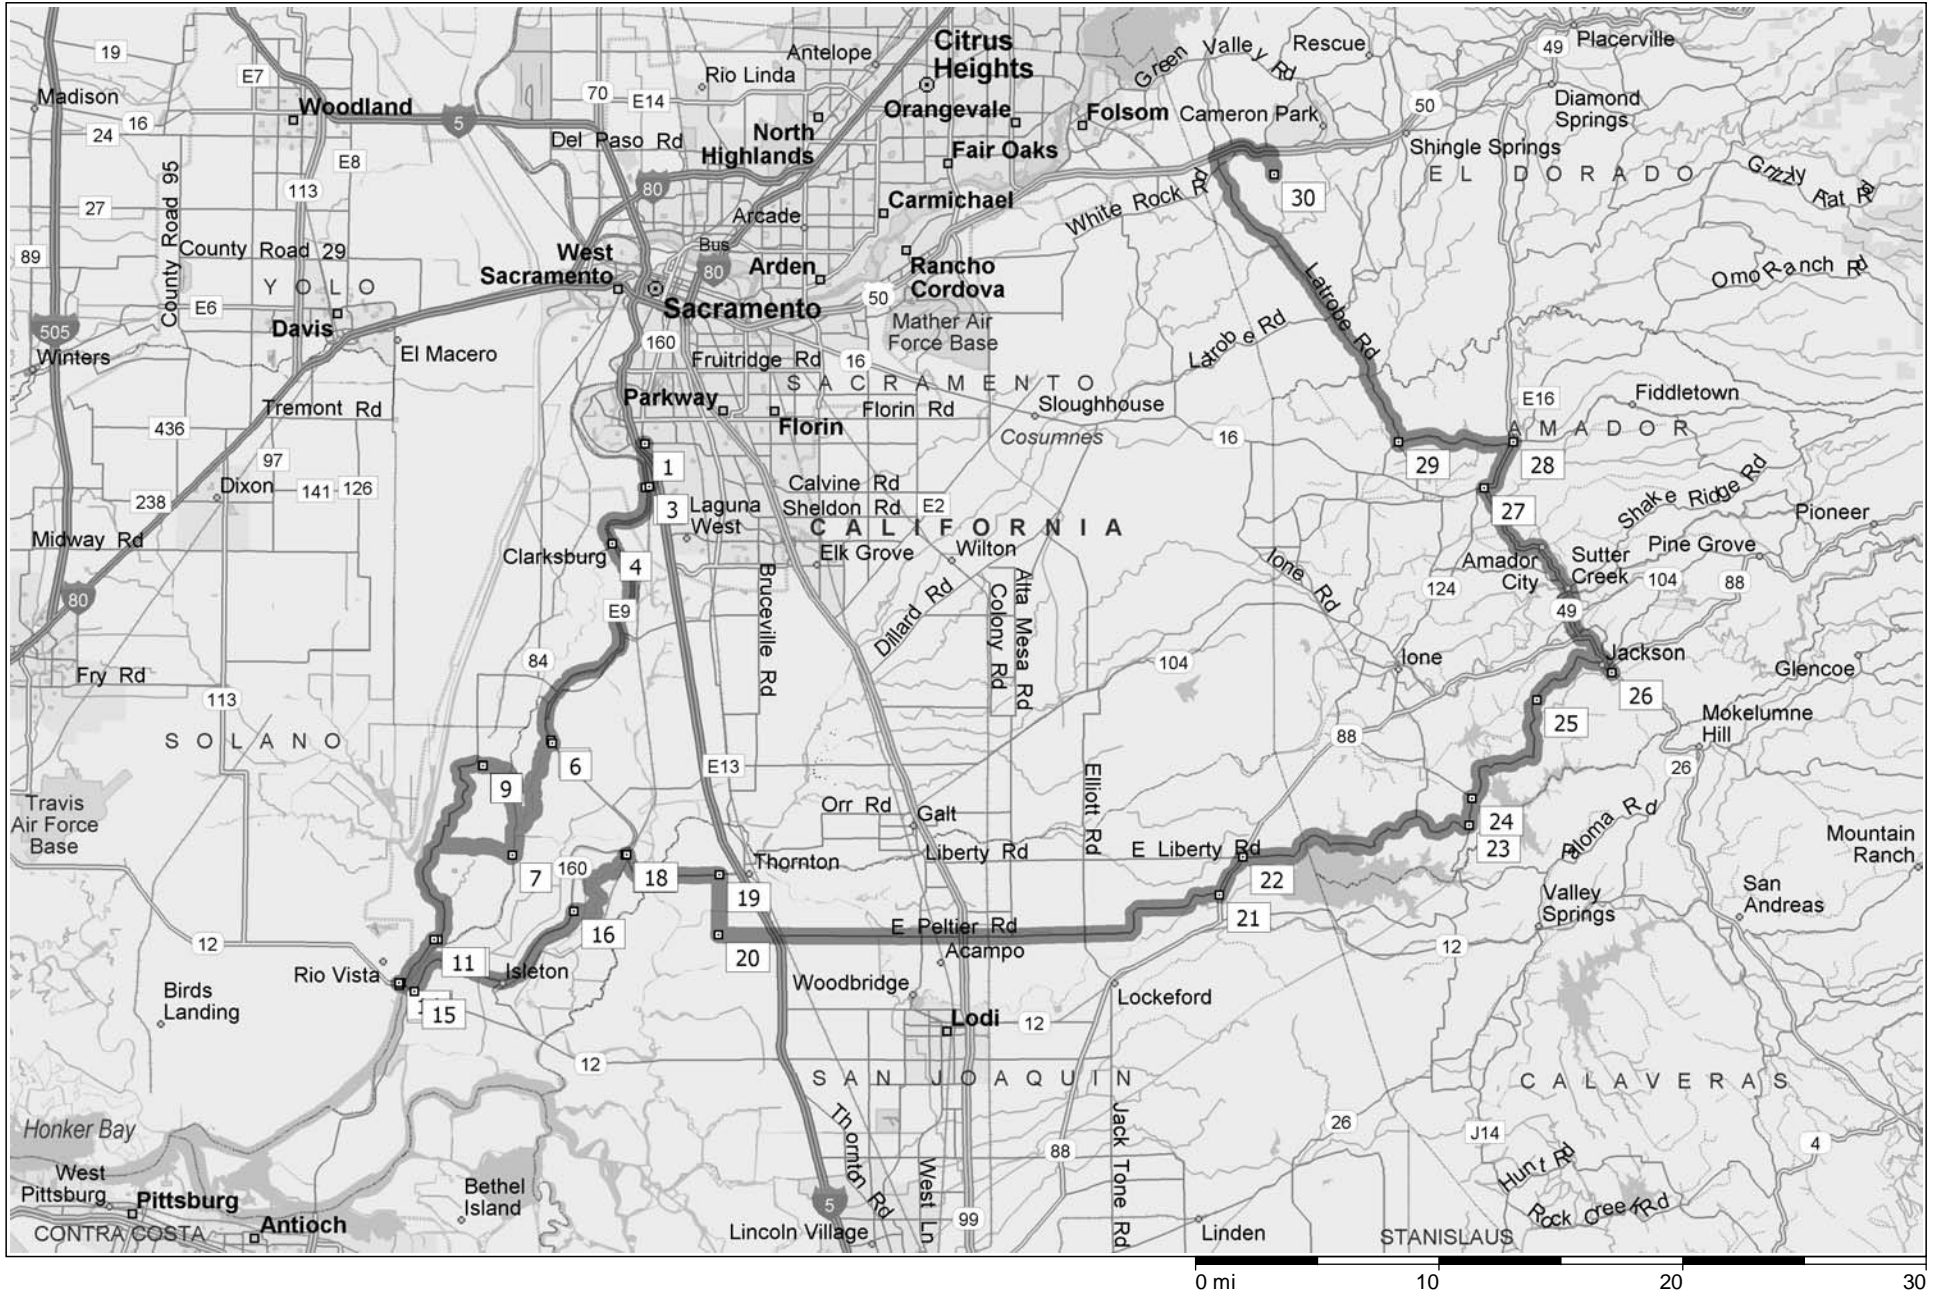 Citrus
Heights
Placerville
49
19
Antelope
Green Valley Rd
Rescue
E7
Rio Linda
70
E14
50
Madison
Woodland
Orangevale
Folsom
Cameron Park
Diamond
Springs
16
24
5
North
Highlands
Del Paso Rd
Fair Oaks
Shingle Springs
E8
EL DORADO
Grizzly Flat Rd
County Road 95
113
80
Carmichael
White Rock Rd
30
27
Arcade
Bus
80
County Road 29
West
Sacramento
Arden
Rancho
Cordova
89
YOLO
Omo Ranch Rd
E6
Sacramento
50
Latrobe Rd
505
Davis
Mather Air
Force Base
160
El Macero
Latrobe Rd
Winters
Fruitridge Rd
16
SACRAMENTO
Parkway
Sloughhouse
E16
Fiddletown
Tremont Rd
Florin Rd
Florin
436
Cosumnes
16
AMADOR
97
1
29
28
Dixon
141
126
Calvine Rd
238
Laguna
West
Sheldon Rd
E2
3
27
Shake Ridge Rd
CALIFORNIA
Pioneer
Midway Rd
Clarksburg
4
Elk Grove
Wilton
Ione Rd
Amador
City
Sutter
Creek
Pine Grove
104
88
80
Bruceville Rd
Dillard Rd
Colony Rd
Alta Mesa Rd
124
E9
49
84
104
Ione
Jackson
Fry Rd
Glencoe
113
26
25
Mokelumne
Hill
SOLANO
6
88
E13
26
9
Elliott Rd
Travis
Air Force
Base
Orr Rd
Galt
24
Paloma Rd
Mountain
Ranch
Thornton
Liberty Rd
E Liberty Rd
23
7
160
18
22
19
Valley
Springs
San
Andreas
16
E Peltier Rd
21
12
12
20
Acampo
11
Rio Vista
Isleton
Woodbridge
Birds
Landing
15
Lockeford
Lodi
12
12
SAN JOAQUIN
CALAVERAS
Honker Bay
Thornton Rd
Jack Tone Rd
26
J14
4
88
West
Pittsburg
Pittsburg
Bethel
Island
West Ln
Hunt Rd
5
Rock Creek Rd
CONTRA COSTA
Antioch
Lincoln Village
99
Linden
STANISLAUS
0 mi
10
20
30